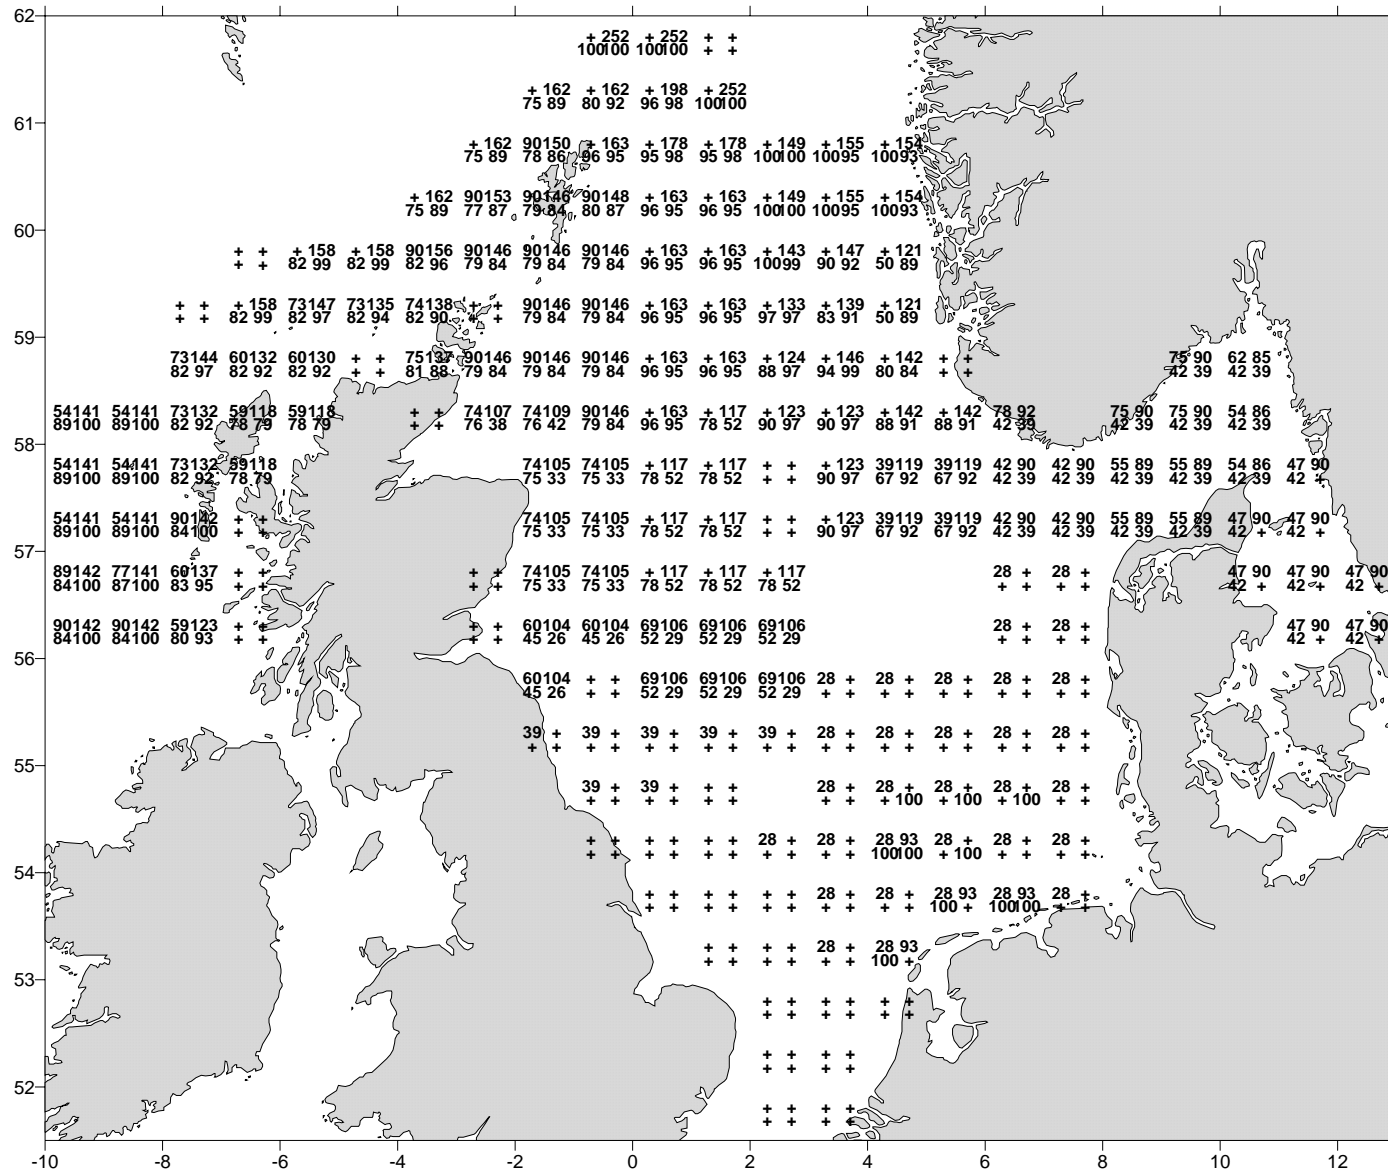 62
+ 252 + 252 + +
100100 100100 + +
+ 162 + 162 + 198 + 252
75 89 80 92 96 98 100100
61
+ 162 90150 + 163 + 178 + 178 + 149 + 155 + 154
75 89 78 86 96 95 95 98 95 98 100100 10095 10093
+ 162 90153 90146 90148 + 163 + 163 + 149 + 155 + 154
75 89 77 87 79 84 80 87 96 95 96 95 100100 10095 10093
60
+ + + 158 + 158 90156 90146 90146 90146 + 163 + 163 + 143 + 147 + 121
+ + 82 99 82 99 82 96 79 84 79 84 79 84 96 95 96 95 10099 90 92 50 89
+ + + 158 73147 73135 74138 + + 90146 90146 + 163 + 163 + 133 + 139 + 121
+ + 82 99 82 97 82 94 82 90 + + 79 84 79 84 96 95 96 95 97 97 83 91 50 89
59
73144 60132 60130 + + 75137 90146 90146 90146 + 163 + 163 + 124 + 146 + 142 + + 75 90 62 85
82 97 82 92 82 92 + + 81 88 79 84 79 84 79 84 96 95 96 95 88 97 94 99 80 84 + + 42 39 42 39
54141 54141 73132 59118 59118 + + 74107 74109 90146 + 163 + 117 + 123 + 123 + 142 + 142 78 92 75 90 75 90 54 86
89100 89100 82 92 78 79 78 79 + + 76 38 76 42 79 84 96 95 78 52 90 97 90 97 88 91 88 91 42 39 42 39 42 39 42 39
58
54141 54141 73132 59118 74105 74105 + 117 + 117 + + + 123 39119 39119 42 90 42 90 55 89 55 89 54 86 47 90
89100 89100 82 92 78 79 75 33 75 33 78 52 78 52 + + 90 97 67 92 67 92 42 39 42 39 42 39 42 39 42 39 42 +
54141 54141 90142 + + 74105 74105 + 117 + 117 + + + 123 39119 39119 42 90 42 90 55 89 55 89 47 90 47 90
89100 89100 84100 + + 75 33 75 33 78 52 78 52 + + 90 97 67 92 67 92 42 39 42 39 42 39 42 39 42 + 42 +
57
89142 77141 60137 + + + + 74105 74105 + 117 + 117 + 117 28 + 28 + 47 90 47 90 47 90
84100 87100 83 95 + + + + 75 33 75 33 78 52 78 52 78 52 + + + + 42 + 42 + 42 +
90142 90142 59123 + + + + 60104 60104 69106 69106 69106 28 + 28 + 47 90 47 90
84100 84100 80 93 + + + + 45 26 45 26 52 29 52 29 52 29 + + + + 42 + 42 +
56
60104 + + 69106 69106 69106 28 + 28 + 28 + 28 + 28 +
45 26 + + 52 29 52 29 52 29 + + + + + + + + + +
39 + 39 + 39 + 39 + 39 + 28 + 28 + 28 + 28 + 28 +
+ + + + + + + + + + + + + + + + + + + +
55
39 + 39 + + + 28 + 28 + 28 + 28 + 28 +
+ + + + + + + + + 100 + 100 + 100 + +
+ + + + + + 28 + 28 + 28 93 28 + 28 + 28 +
+ + + + + + + + + + 100100 + 100 + + + +
54
+ + + + + + 28 + 28 + 28 93 28 93 28 +
+ + + + + + + + + + 100 + 100100 + +
+ + + + 28 + 28 93
+ + + + + + 100 +
53
+ + + + + +
+ + + + + +
+ + + +
+ + + +
52
+ + + +
+ + + +
-10 -8 -6 -4 -2 0 2 4 6 8 10 12